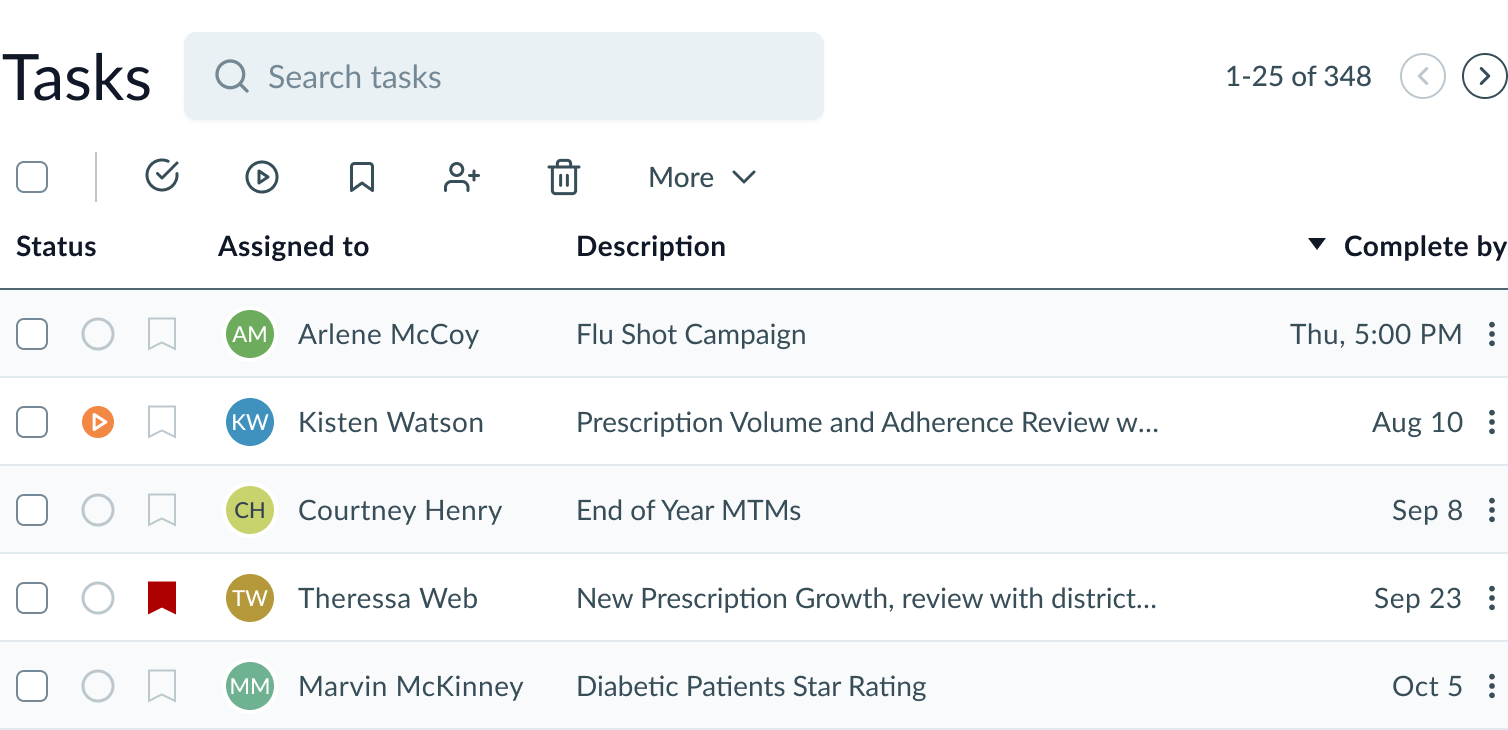 Tasks Search tasks 1-25 of 348
More
Status Assigned to Description Complete by
AM Arlene McCoy Flu Shot Campaign Thu, 5:00 PM
KW Kisten Watson Prescription Volume and Adherence Review w... Aug 10
CH Courtney Henry End of Year MTMs Sep 8
TW Theressa Web New Prescription Growth, review with district... Sep 23
MM Marvin McKinney Diabetic Patients Star Rating Oct 5